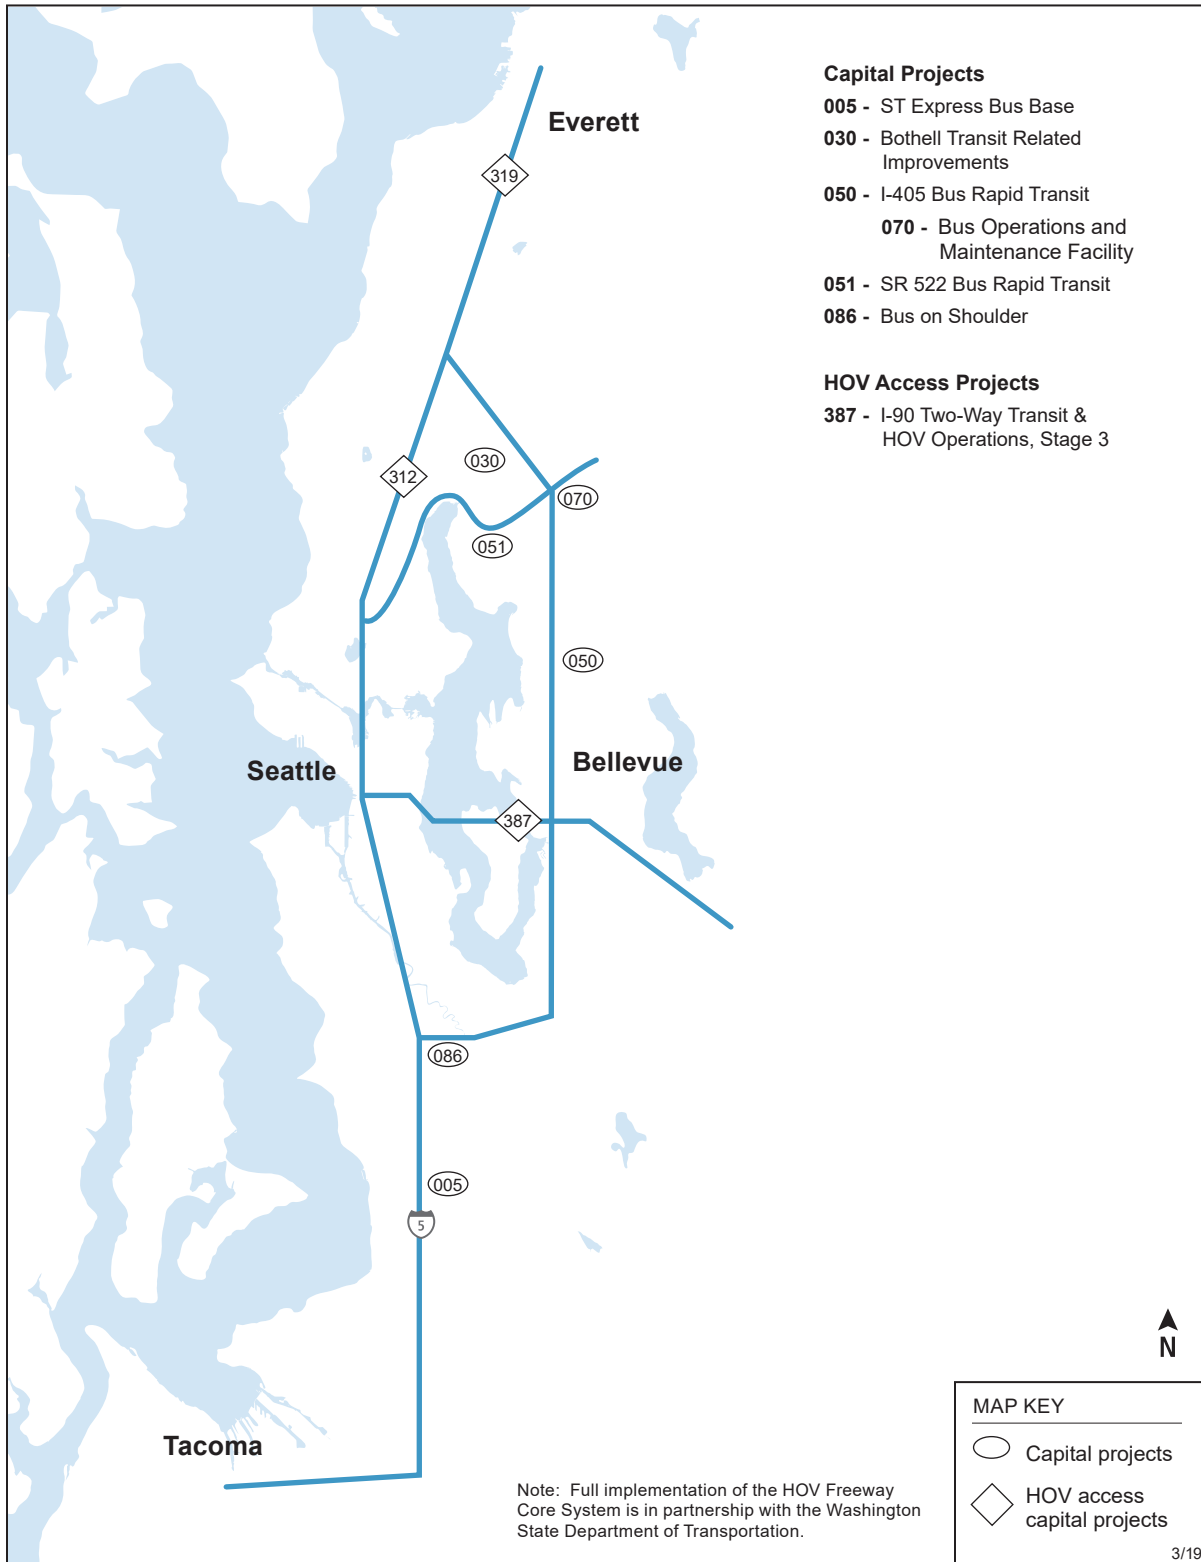 Capital Projects
005 - ST Express Bus Base
030 - Bothell Transit Related
Improvements
050 - I-405 Bus Rapid Transit
070 - Bus Operations and
Maintenance Facility
051 - SR 522 Bus Rapid Transit
086 - Bus on Shoulder
HOV Access Projects
387 - I-90 Two-Way Transit &
HOV Operations, Stage 3
Everett
319
312
030
070
051
050
Seattle
Bellevue
387
086
005
5
Tacoma
N
Note: Full implementation of the HOV Freeway
Core System is in partnership with the Washington
State Department of Transportation.
MAP KEY
Capital projects
HOV access
capital projects
3/19